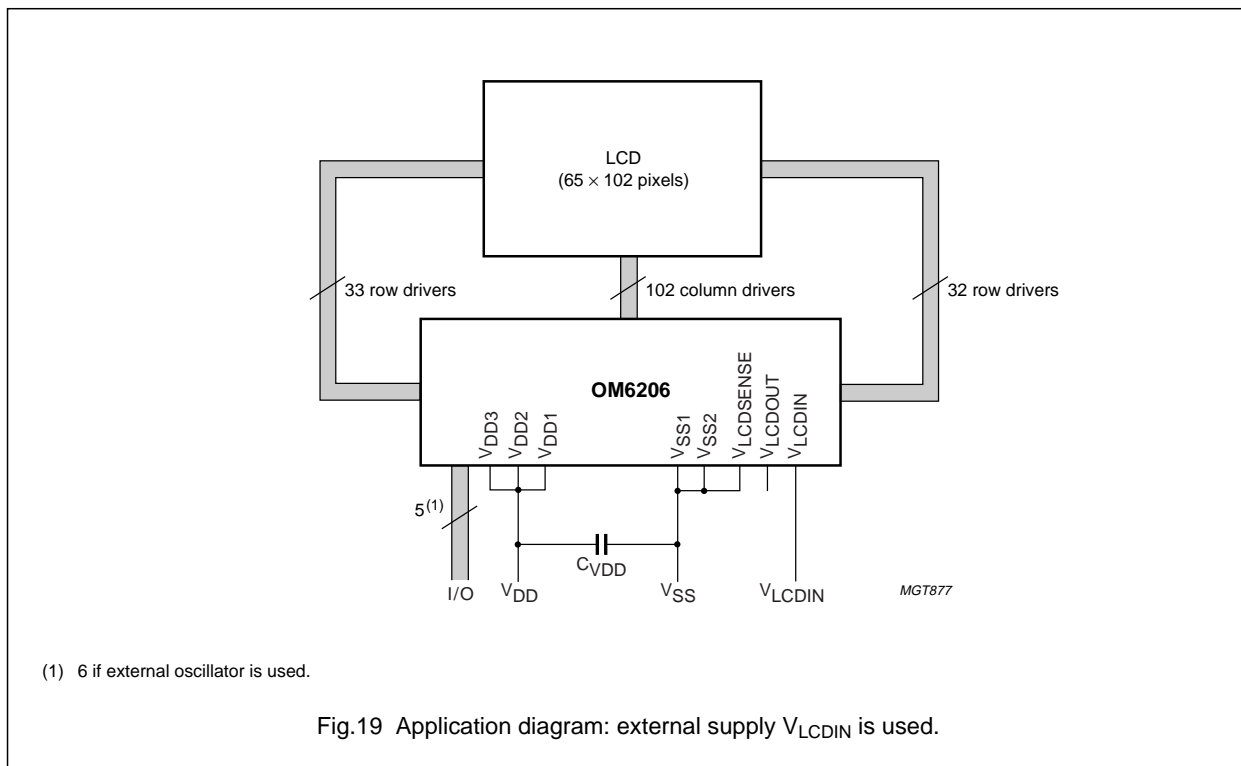 LCD
(65 × 102 pixels)
33 row drivers
102 column drivers
32 row drivers
OM6206
VDD3
VDD2
VDD1
VSS1
VSS2
VLCDSENSE
VLCDOUT
VLCDIN
5(1)
CVDD
I/O
VDD
VSS
VLCDIN
MGT877
(1) 6 if external oscillator is used.
Fig.19 Application diagram: external supply VLCDIN is used.